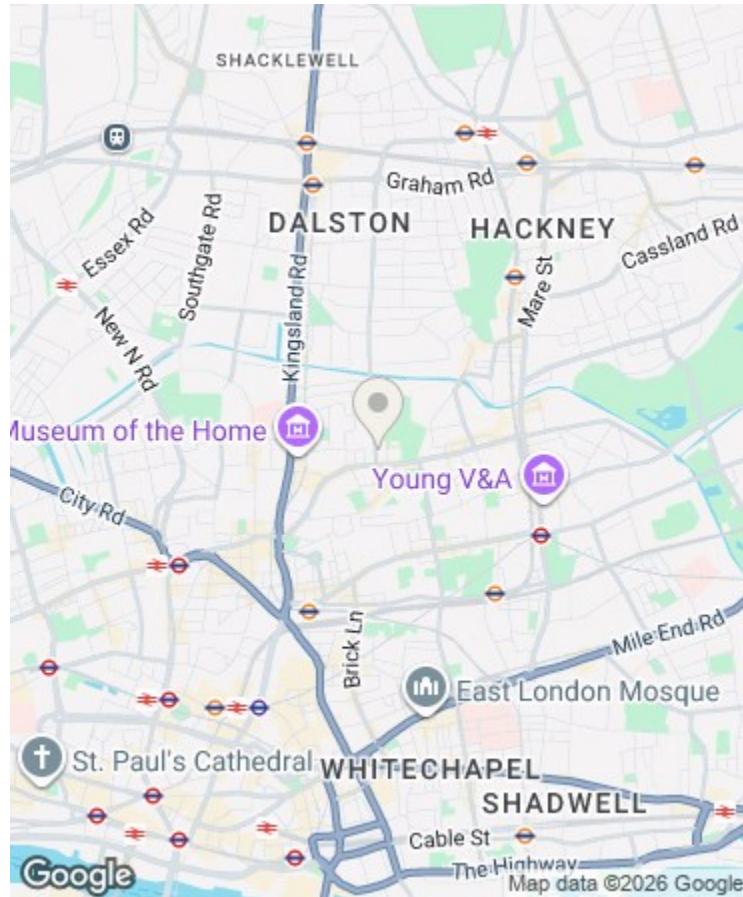 SHACKLEWELL
Graham Rd
DALSTON
HACKNEY
Essex Rd
Southgate Rd
Cassland Rd
Mare St
Kingsland Rd
New N Rd
Museum of the Home
Young V&A
City Rd
Brick Ln
Mile End Rd
East London Mosque
St. Paul's Cathedral
WHITECHAPEL
SHADWELL
Cable St
The Highway
Google
Map data ©2026 Google